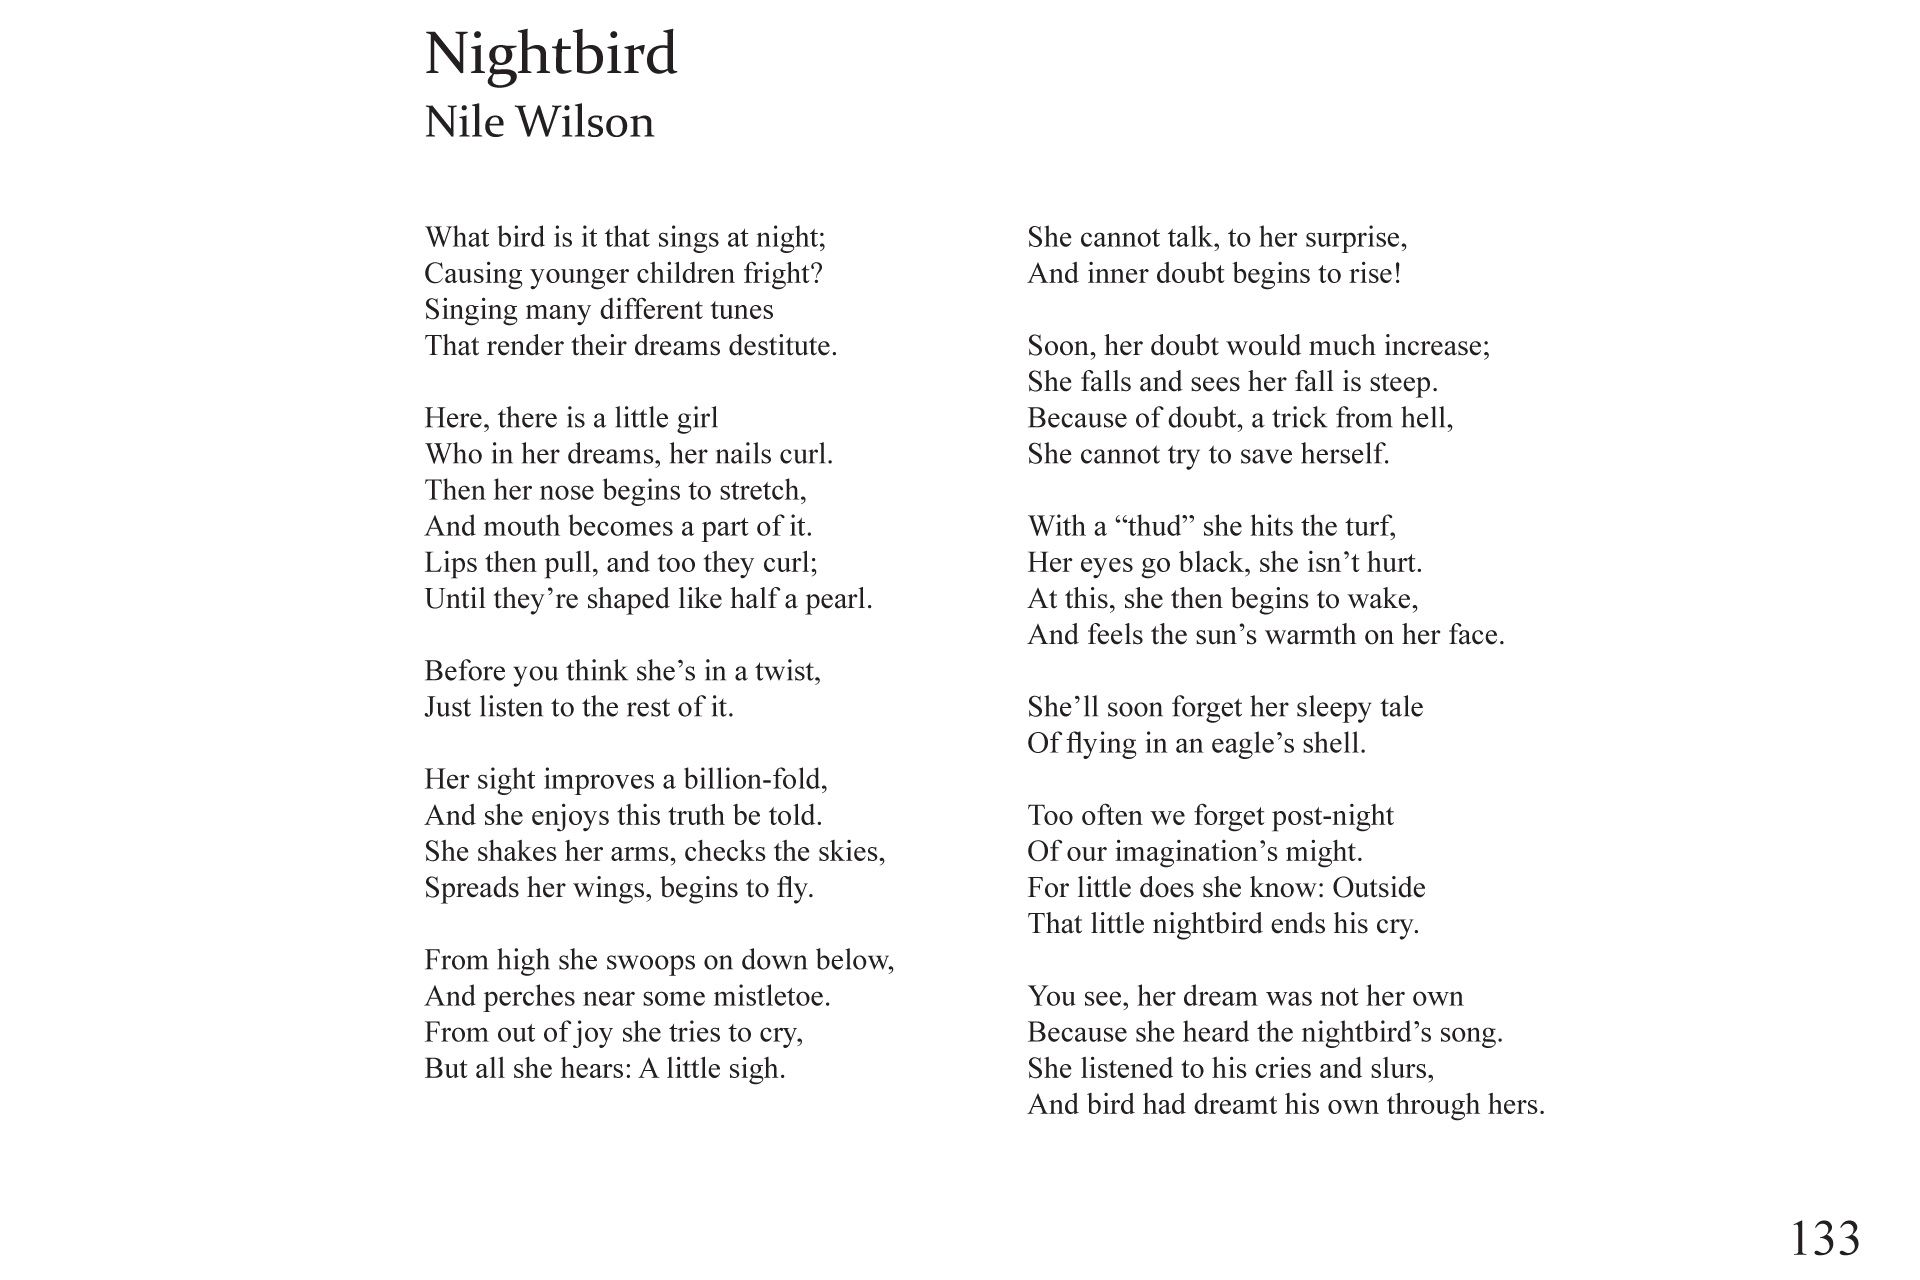 Nightbird
Nile Wilson
What bird is it that sings at night;
Causing younger children fright?
Singing many different tunes
That render their dreams destitute.
Here, there is a little girl
Who in her dreams, her nails curl.
Then her nose begins to stretch,
And mouth becomes a part of it.
Lips then pull, and too they curl;
Until they’re shaped like half a pearl.
Before you think she’s in a twist,
Just listen to the rest of it.
Her sight improves a billion-fold,
And she enjoys this truth be told.
She shakes her arms, checks the skies,
Spreads her wings, begins to fly.
From high she swoops on down below,
And perches near some mistletoe.
From out of joy she tries to cry,
But all she hears: A little sigh.
She cannot talk, to her surprise,
And inner doubt begins to rise!
Soon, her doubt would much increase;
She falls and sees her fall is steep.
Because of doubt, a trick from hell,
She cannot try to save herself.
With a “thud” she hits the turf,
Her eyes go black, she isn’t hurt.
At this, she then begins to wake,
And feels the sun’s warmth on her face.
She’ll soon forget her sleepy tale
Of flying in an eagle’s shell.
Too often we forget post-night
Of our imagination’s might.
For little does she know: Outside
That little nightbird ends his cry.
You see, her dream was not her own
Because she heard the nightbird’s song.
She listened to his cries and slurs,
And bird had dreamt his own through hers.
133